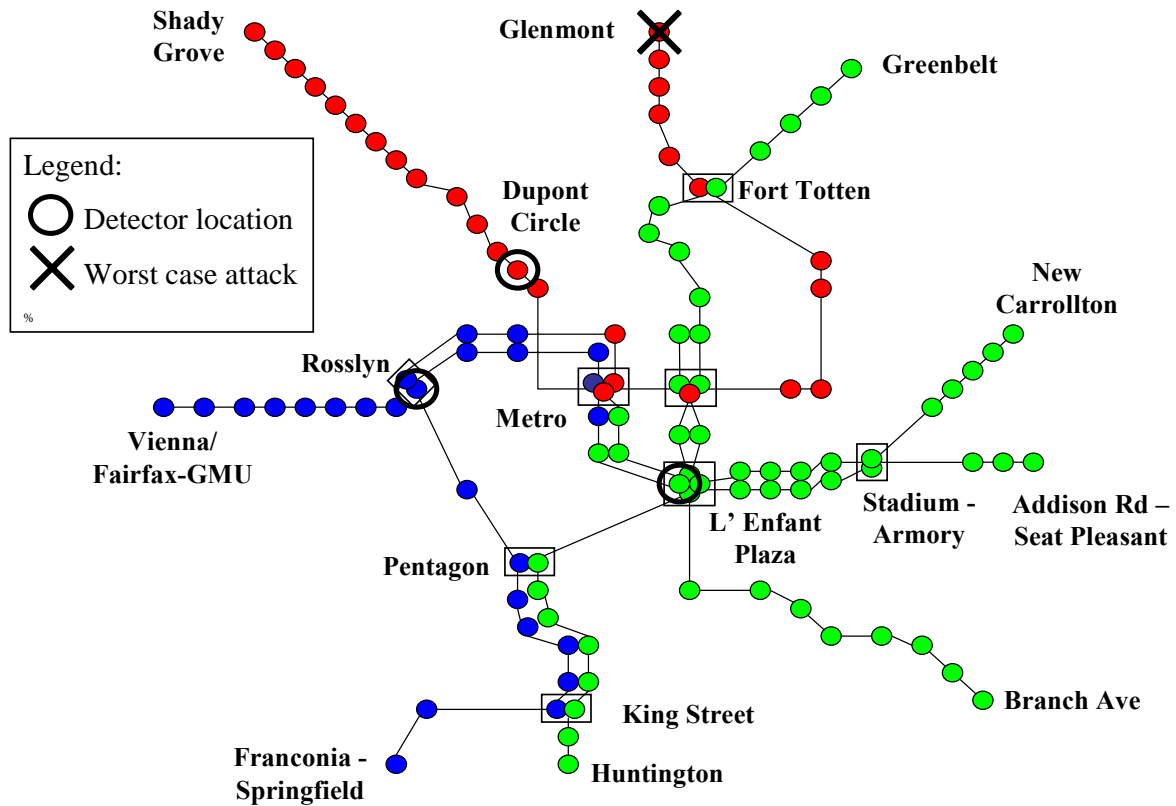 Shady
Grove
Glenmont
Greenbelt
Legend:
Detector location
Worst case attack
%
Dupont
Circle
Fort Totten
New
Carrollton
Rosslyn
Metro
Vienna/
Fairfax-GMU
L' Enfant
Plaza
Stadium -
Armory
Addison Rd –
Seat Pleasant
Pentagon
King Street
Branch Ave
Franconia -
Springfield
Huntington